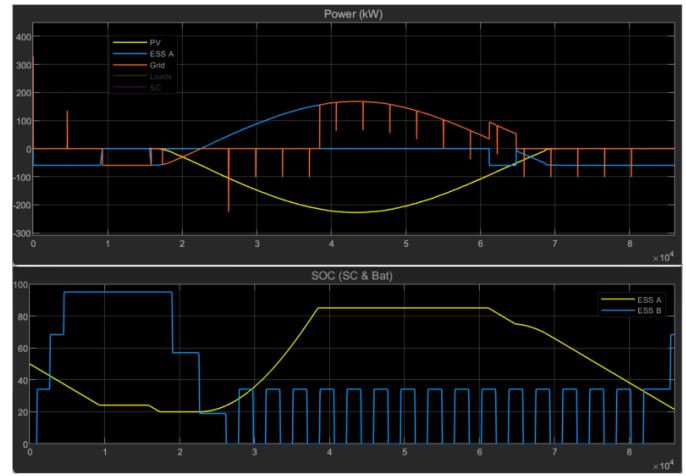 Power (kW)
400
300
200
100
0
-100
-200
-300
PV
ESS A
Grid
Loads
SC
0 1 2 3 4 5 6 7 8
×10⁴
SOC (SC & Bat)
100
80
60
40
20
0
ESS A
ESS B
0 1 2 3 4 5 6 7 8
×10⁴